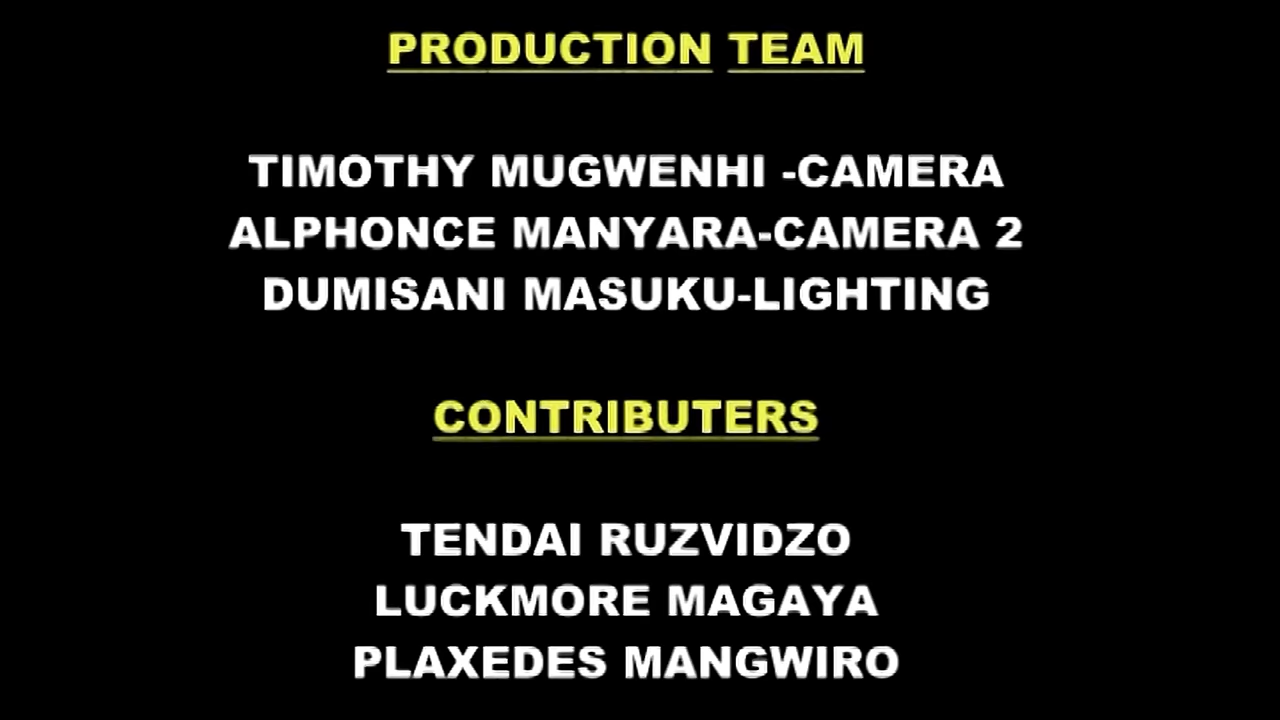 PRODUCTION TEAM
TIMOTHY MUGWENHI -CAMERA
ALPHONCE MANYARA-CAMERA 2
DUMISANI MASUKU-LIGHTING
CONTRIBUTERS
TENDAI RUZVIDZO
LUCKMORE MAGAYA
PLAXEDES MANGWIRO